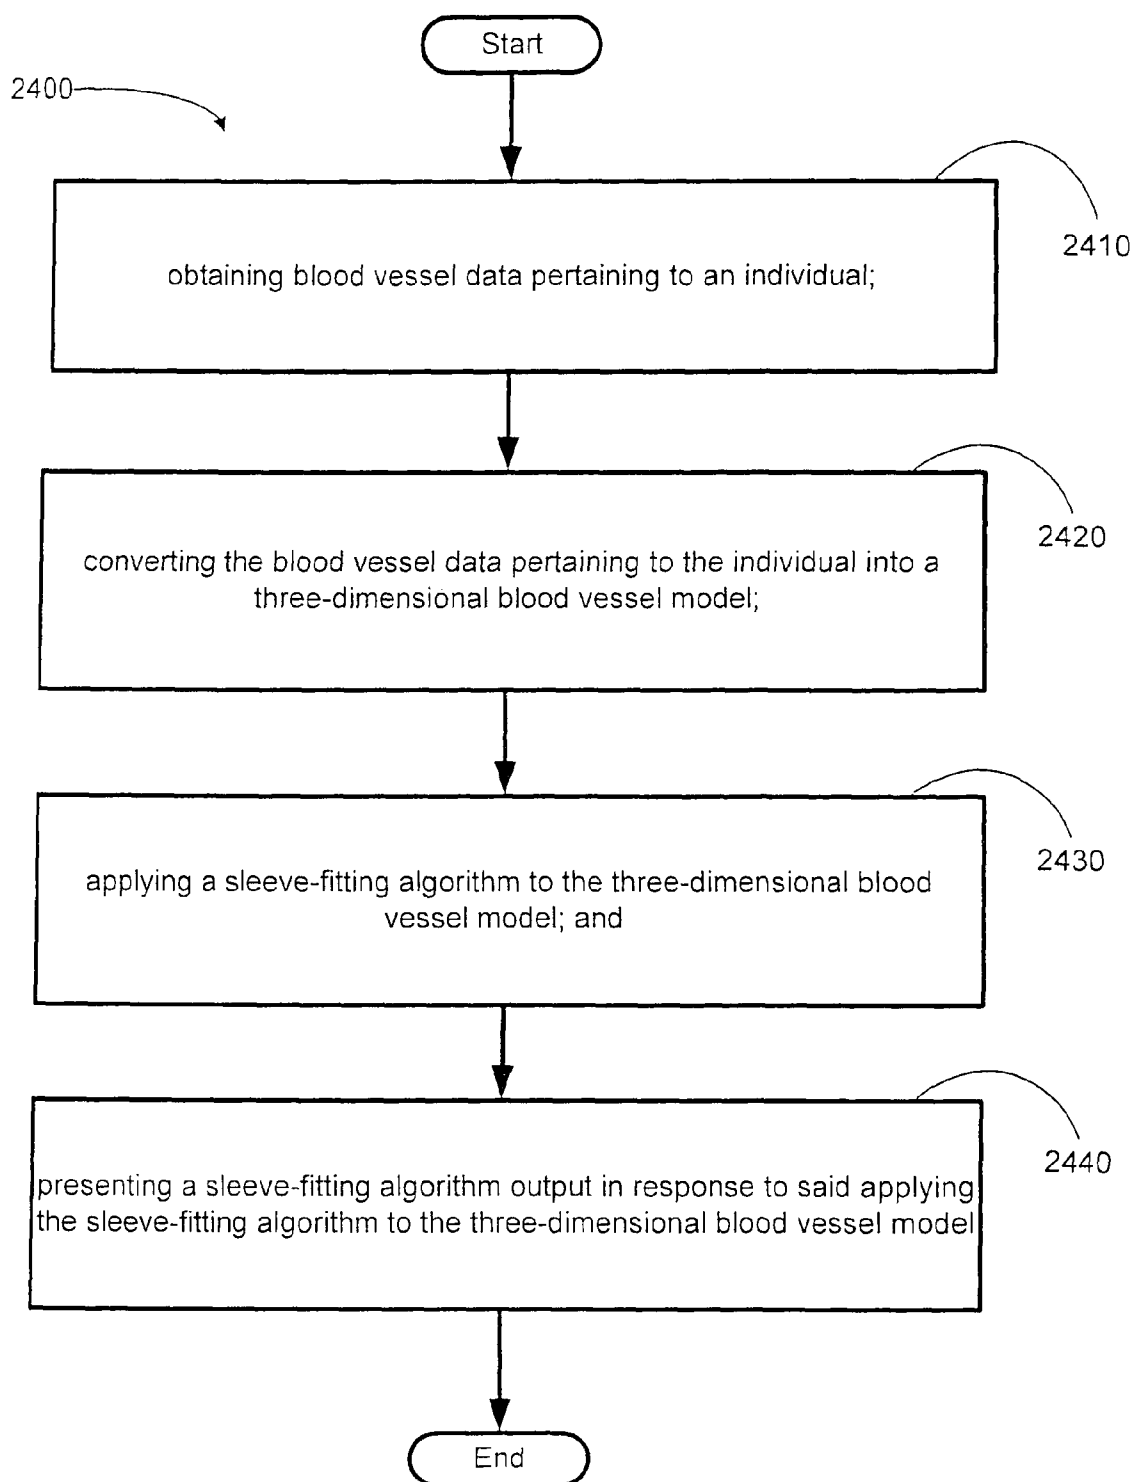 Start
2400
2410
obtaining blood vessel data pertaining to an individual;
2420
converting the blood vessel data pertaining to the individual into a
three-dimensional blood vessel model;
2430
applying a sleeve-fitting algorithm to the three-dimensional blood
vessel model; and
2440
presenting a sleeve-fitting algorithm output in response to said applying
the sleeve-fitting algorithm to the three-dimensional blood vessel model
End